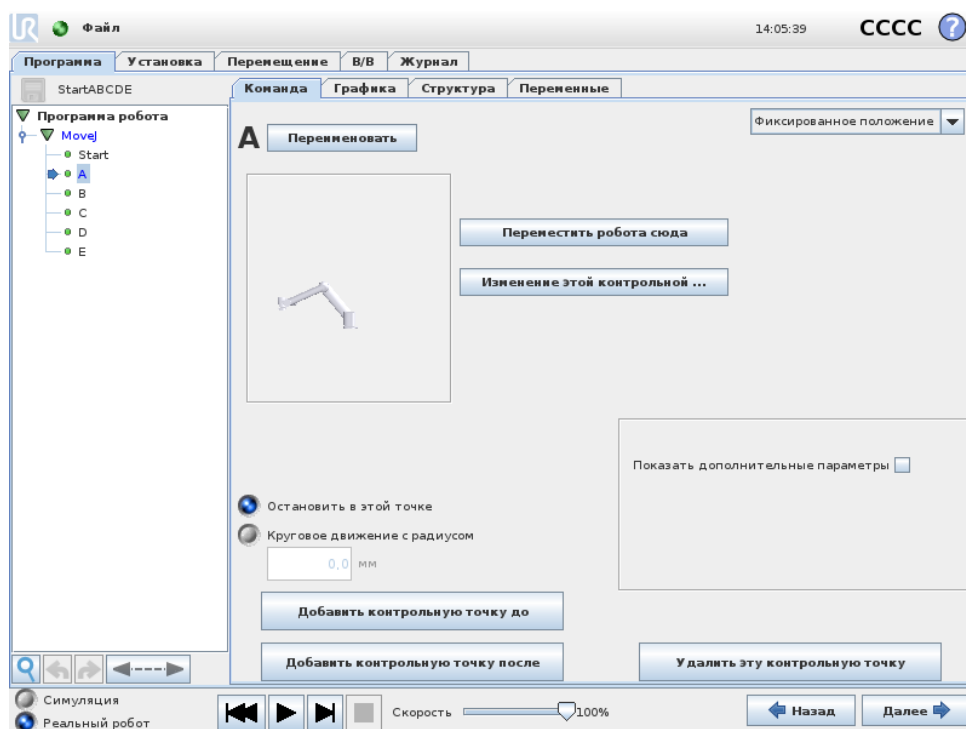 UR Файл 14:05:39 CCCC ?
Программа Установка Перемещение В/В Журнал
StartABCDE
Команда Графика Структура Переменные
Программа робота
MoveJ
Start
A
B
C
D
E
A Переименовать
Фиксированное положение
Переместить робота сюда
Изменение этой контрольной ...
Показать дополнительные параметры
Остановить в этой точке
Круговое движение с радиусом
0,0 мм
Добавить контрольную точку до
Добавить контрольную точку после
Удалить эту контрольную точку
Симуляция
Реальный робот
Скорость 100%
Назад Далее